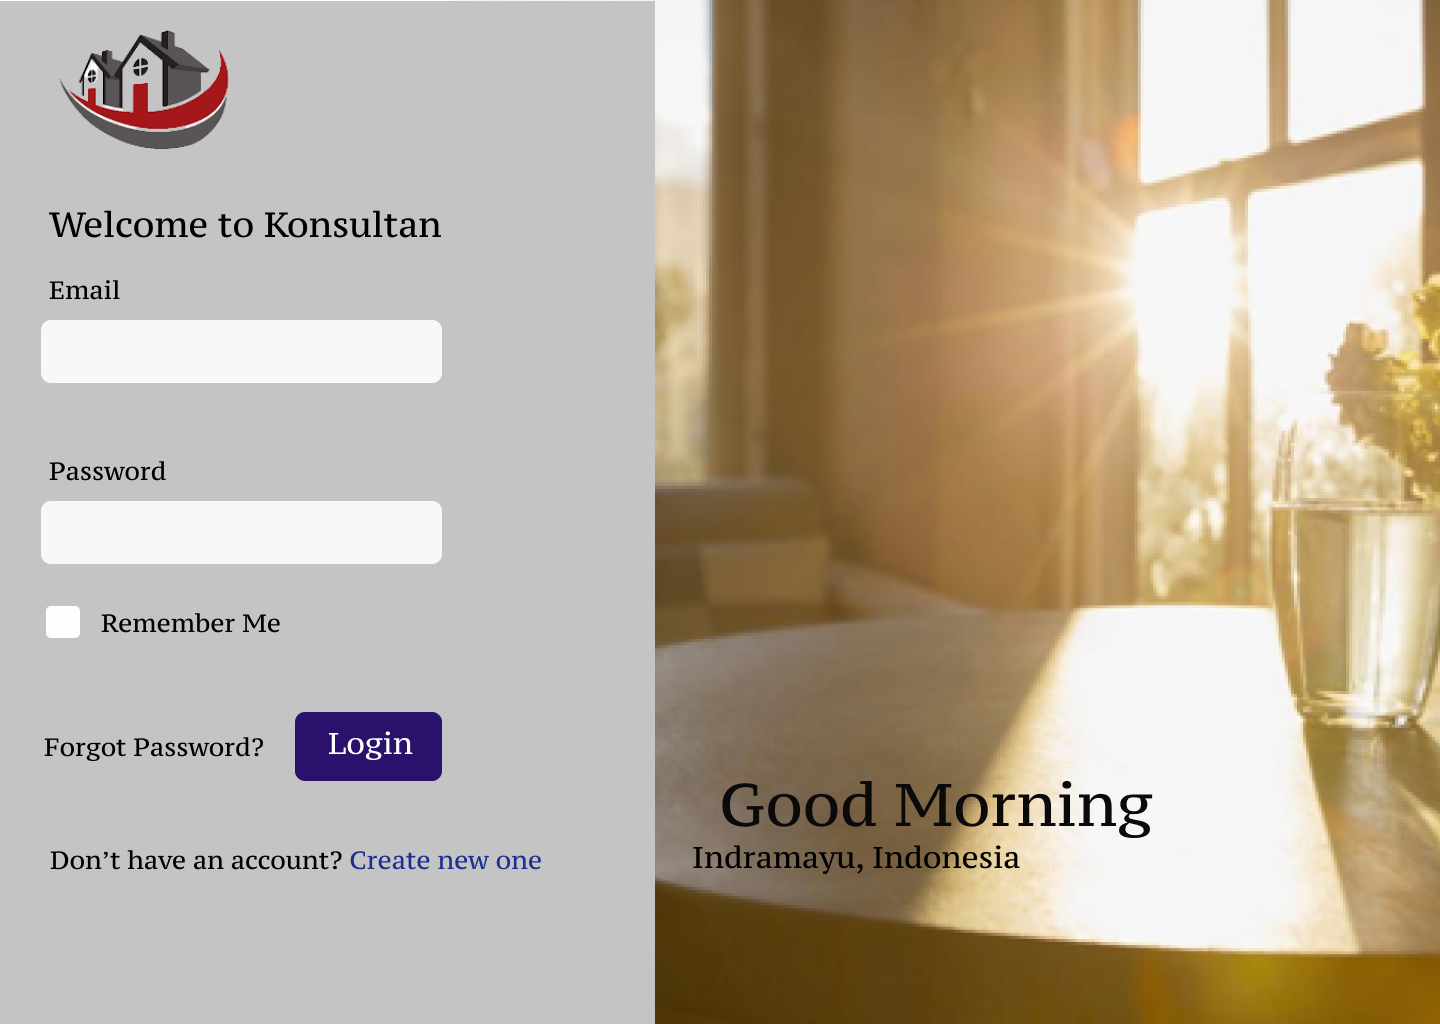 Welcome to Konsultan
Email
Password
Remember Me
Forgot Password?
Login
Don’t have an account? Create new one
Good Morning
Indramayu, Indonesia